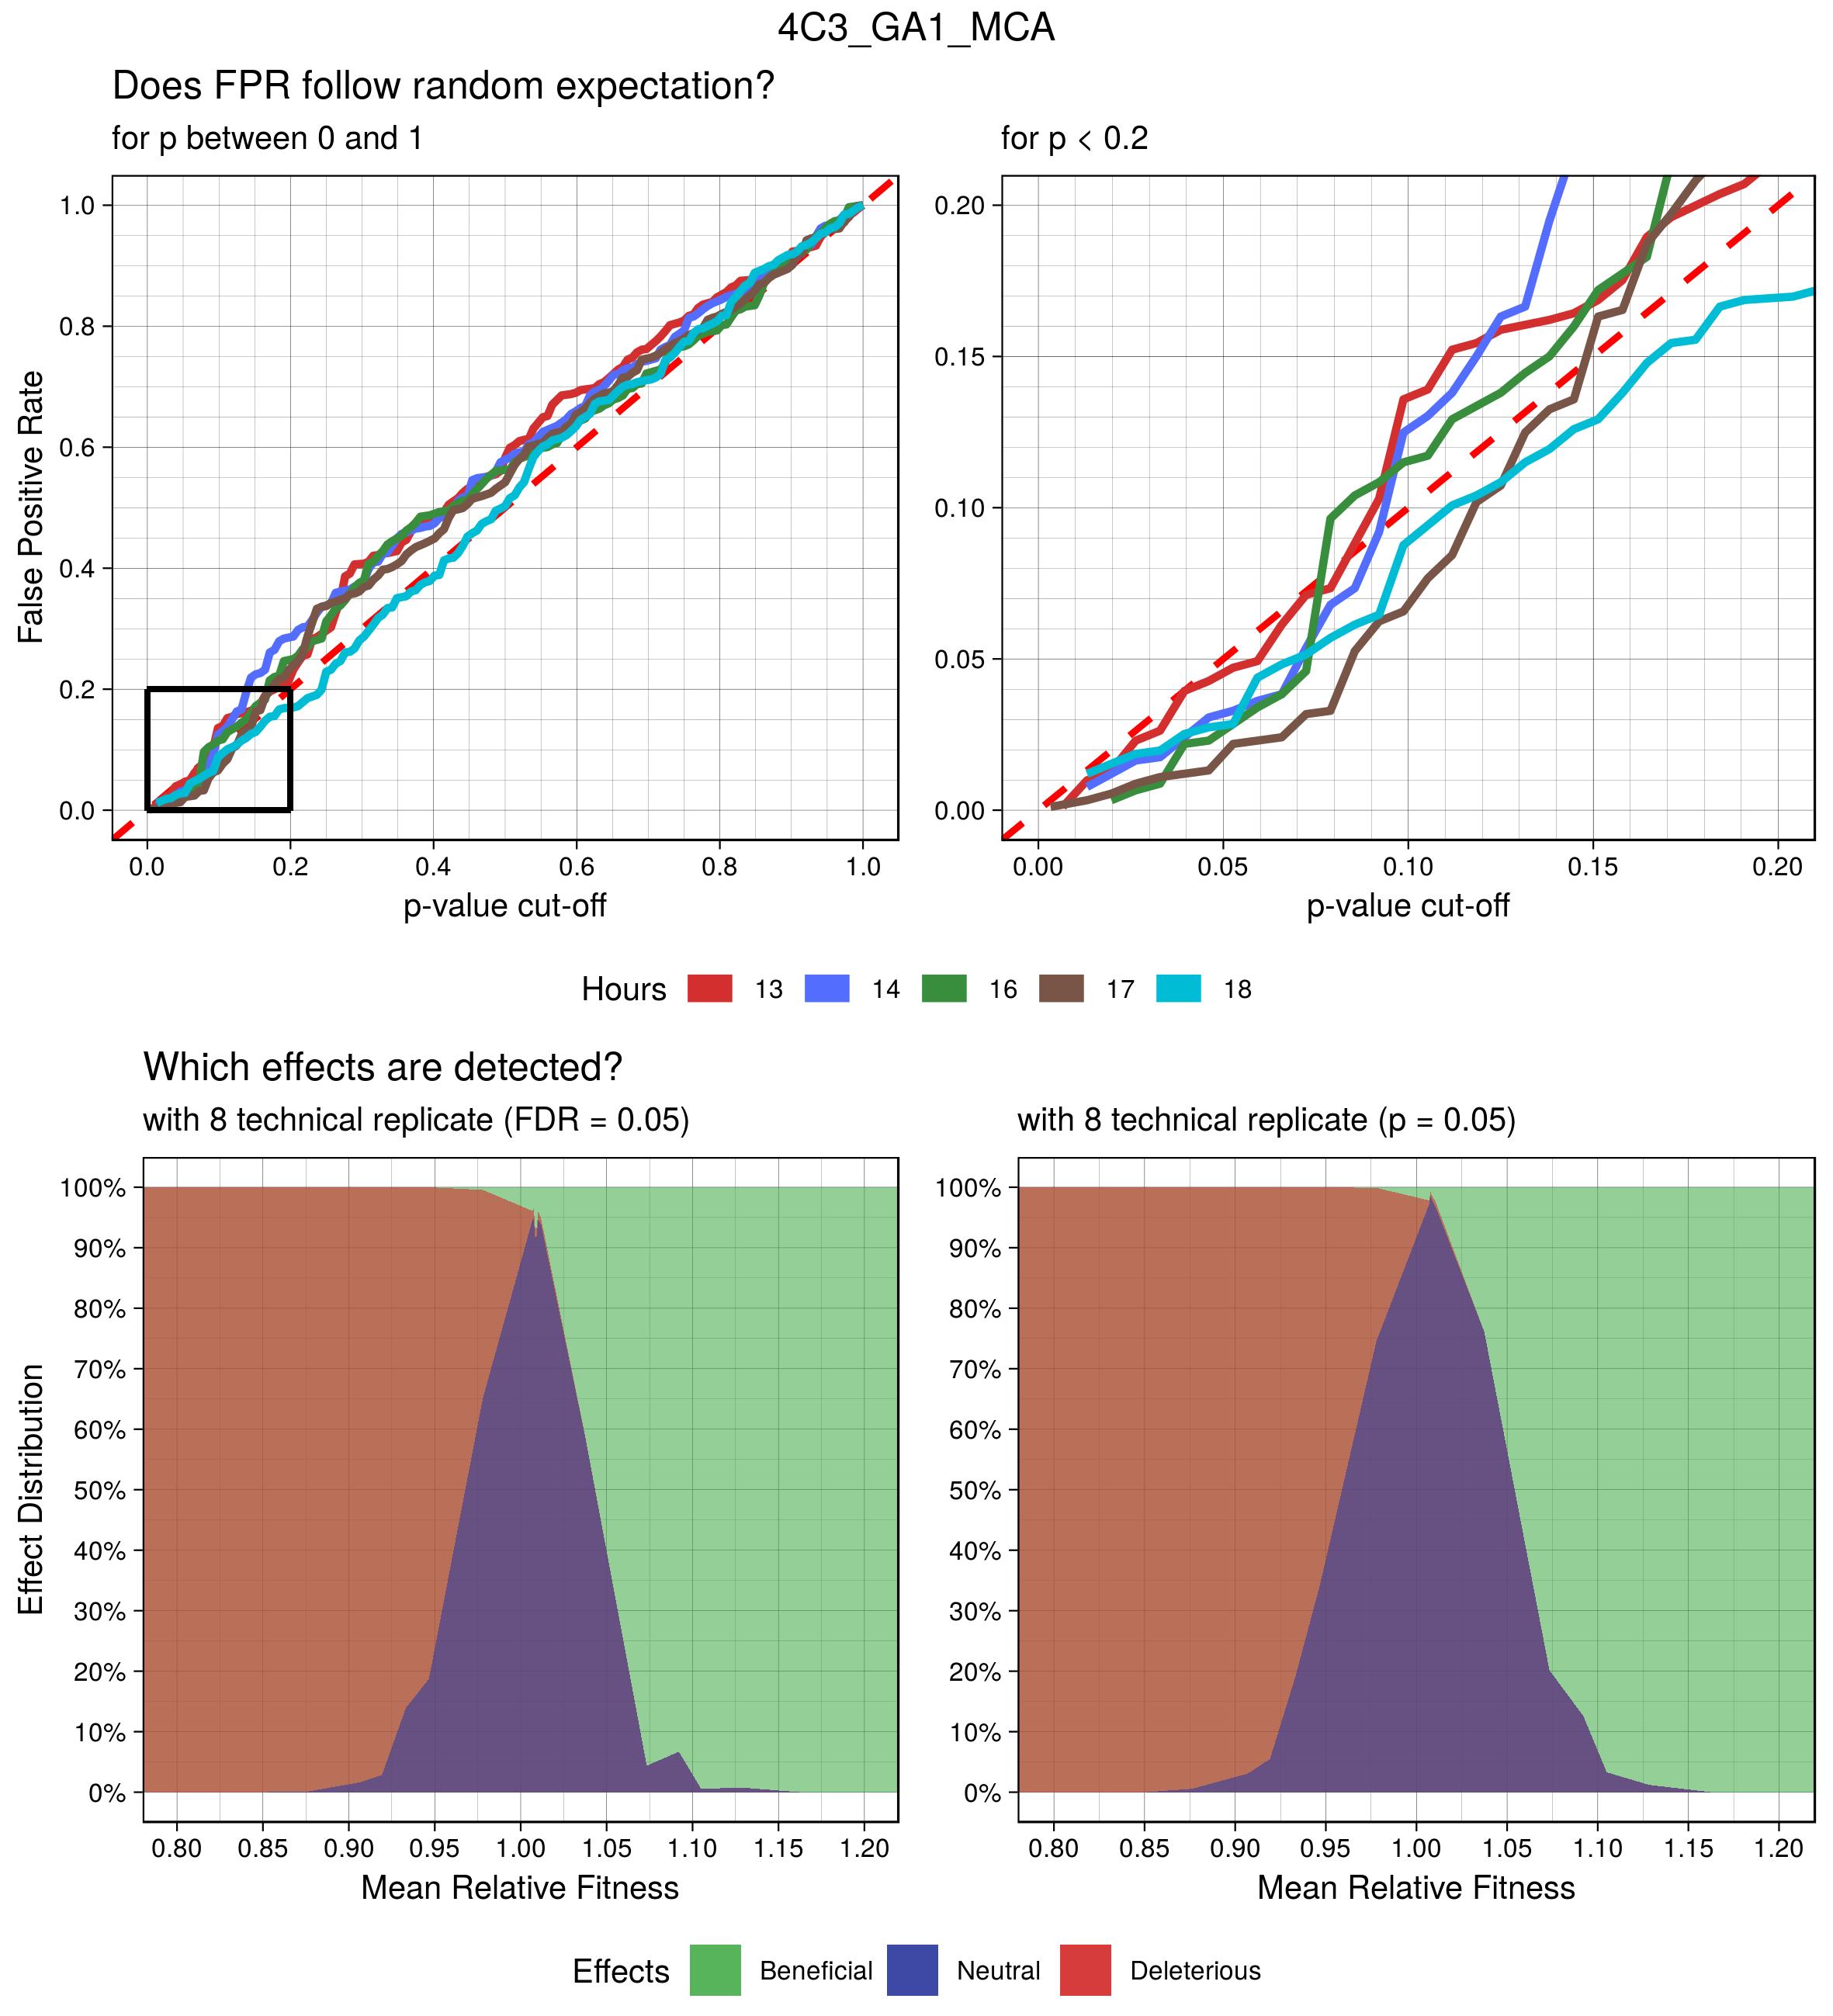 4C3_GA1_MCA
Does FPR follow random expectation?
for p between 0 and 1
for p < 0.2
False Positive Rate
1.0
0.8
0.6
0.4
0.2
0.0
0.0 0.2 0.4 0.6 0.8 1.0
p-value cut-off
0.20
0.15
0.10
0.05
0.00
0.00 0.05 0.10 0.15 0.20
p-value cut-off
Hours 13 14 16 17 18
Which effects are detected?
with 8 technical replicate (FDR = 0.05)
with 8 technical replicate (p = 0.05)
Effect Distribution
100%
90%
80%
70%
60%
50%
40%
30%
20%
10%
0%
0.80 0.85 0.90 0.95 1.00 1.05 1.10 1.15 1.20
Mean Relative Fitness
100%
90%
80%
70%
60%
50%
40%
30%
20%
10%
0%
0.80 0.85 0.90 0.95 1.00 1.05 1.10 1.15 1.20
Mean Relative Fitness
Effects Beneficial Neutral Deleterious